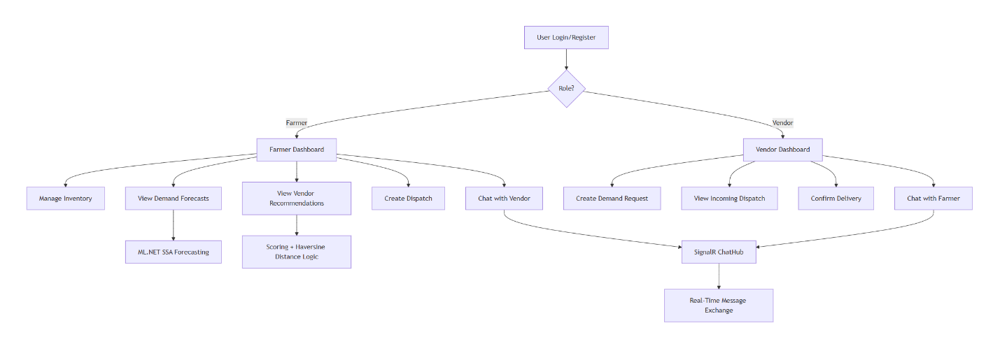 User Login/Register
Role?
Farmer
Vendor
Farmer Dashboard
Vendor Dashboard
Manage Inventory
View Demand Forecasts
View Vendor
Recommendations
Create Dispatch
Chat with Vendor
Create Demand Request
View Incoming Dispatch
Confirm Delivery
Chat with Farmer
ML.NET SSA Forecasting
Scoring + Haversine
Distance Logic
SignalR ChatHub
Real-Time Message
Exchange